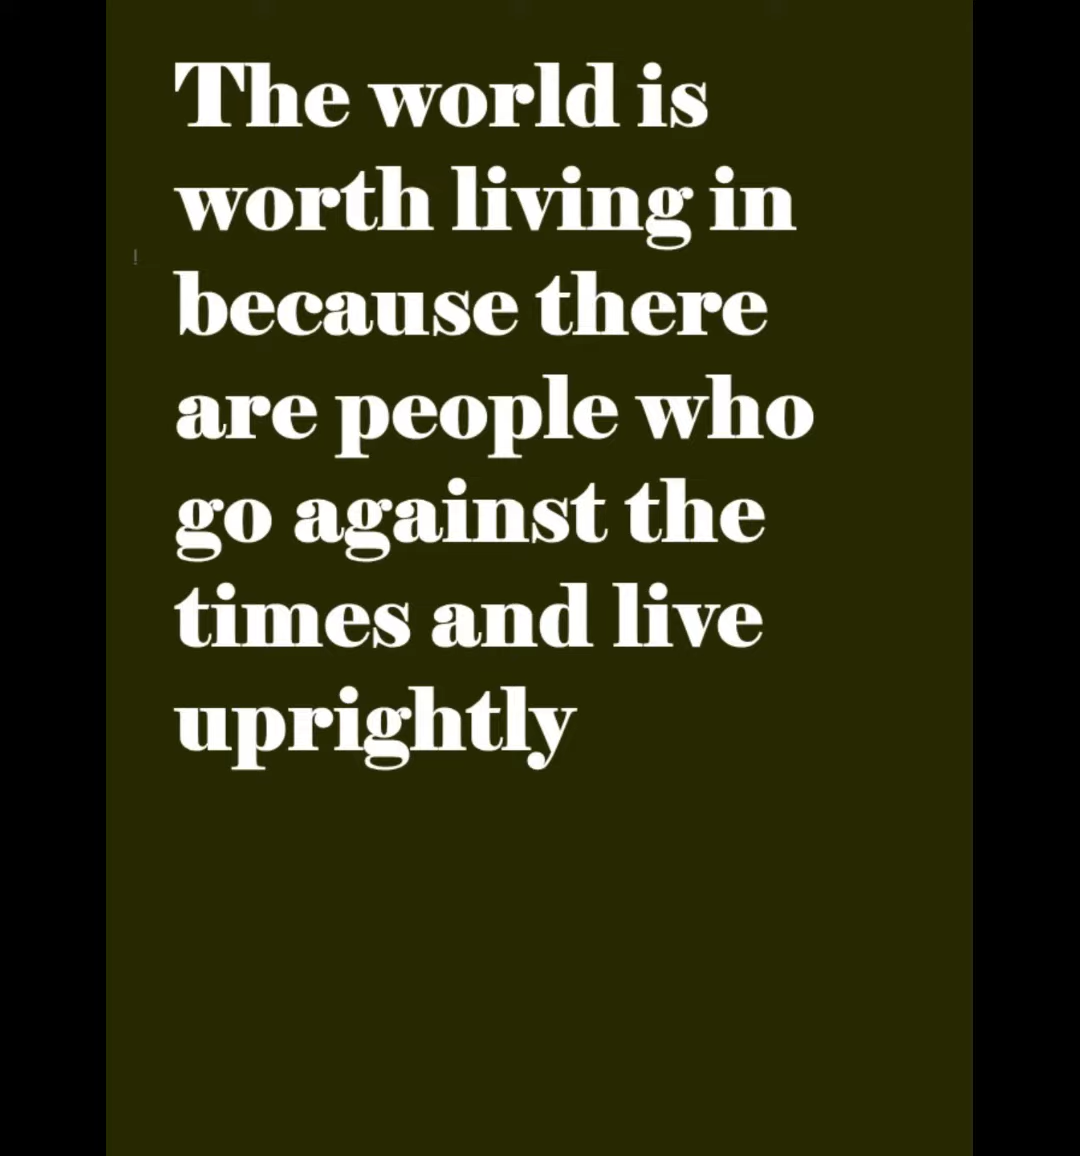 The world is
worth living in
because there
are people who
go against the
times and live
uprightly